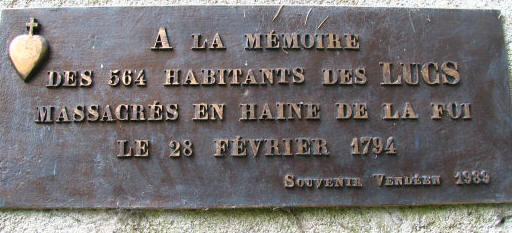 A LA MÉMOIRE
DES 564 HABITANTS DES LUCS
MASSACRÉS EN HAINE DE LA FOI
LE 28 FÉVRIER 1794
SOUVENIR VENDÉEN 1989